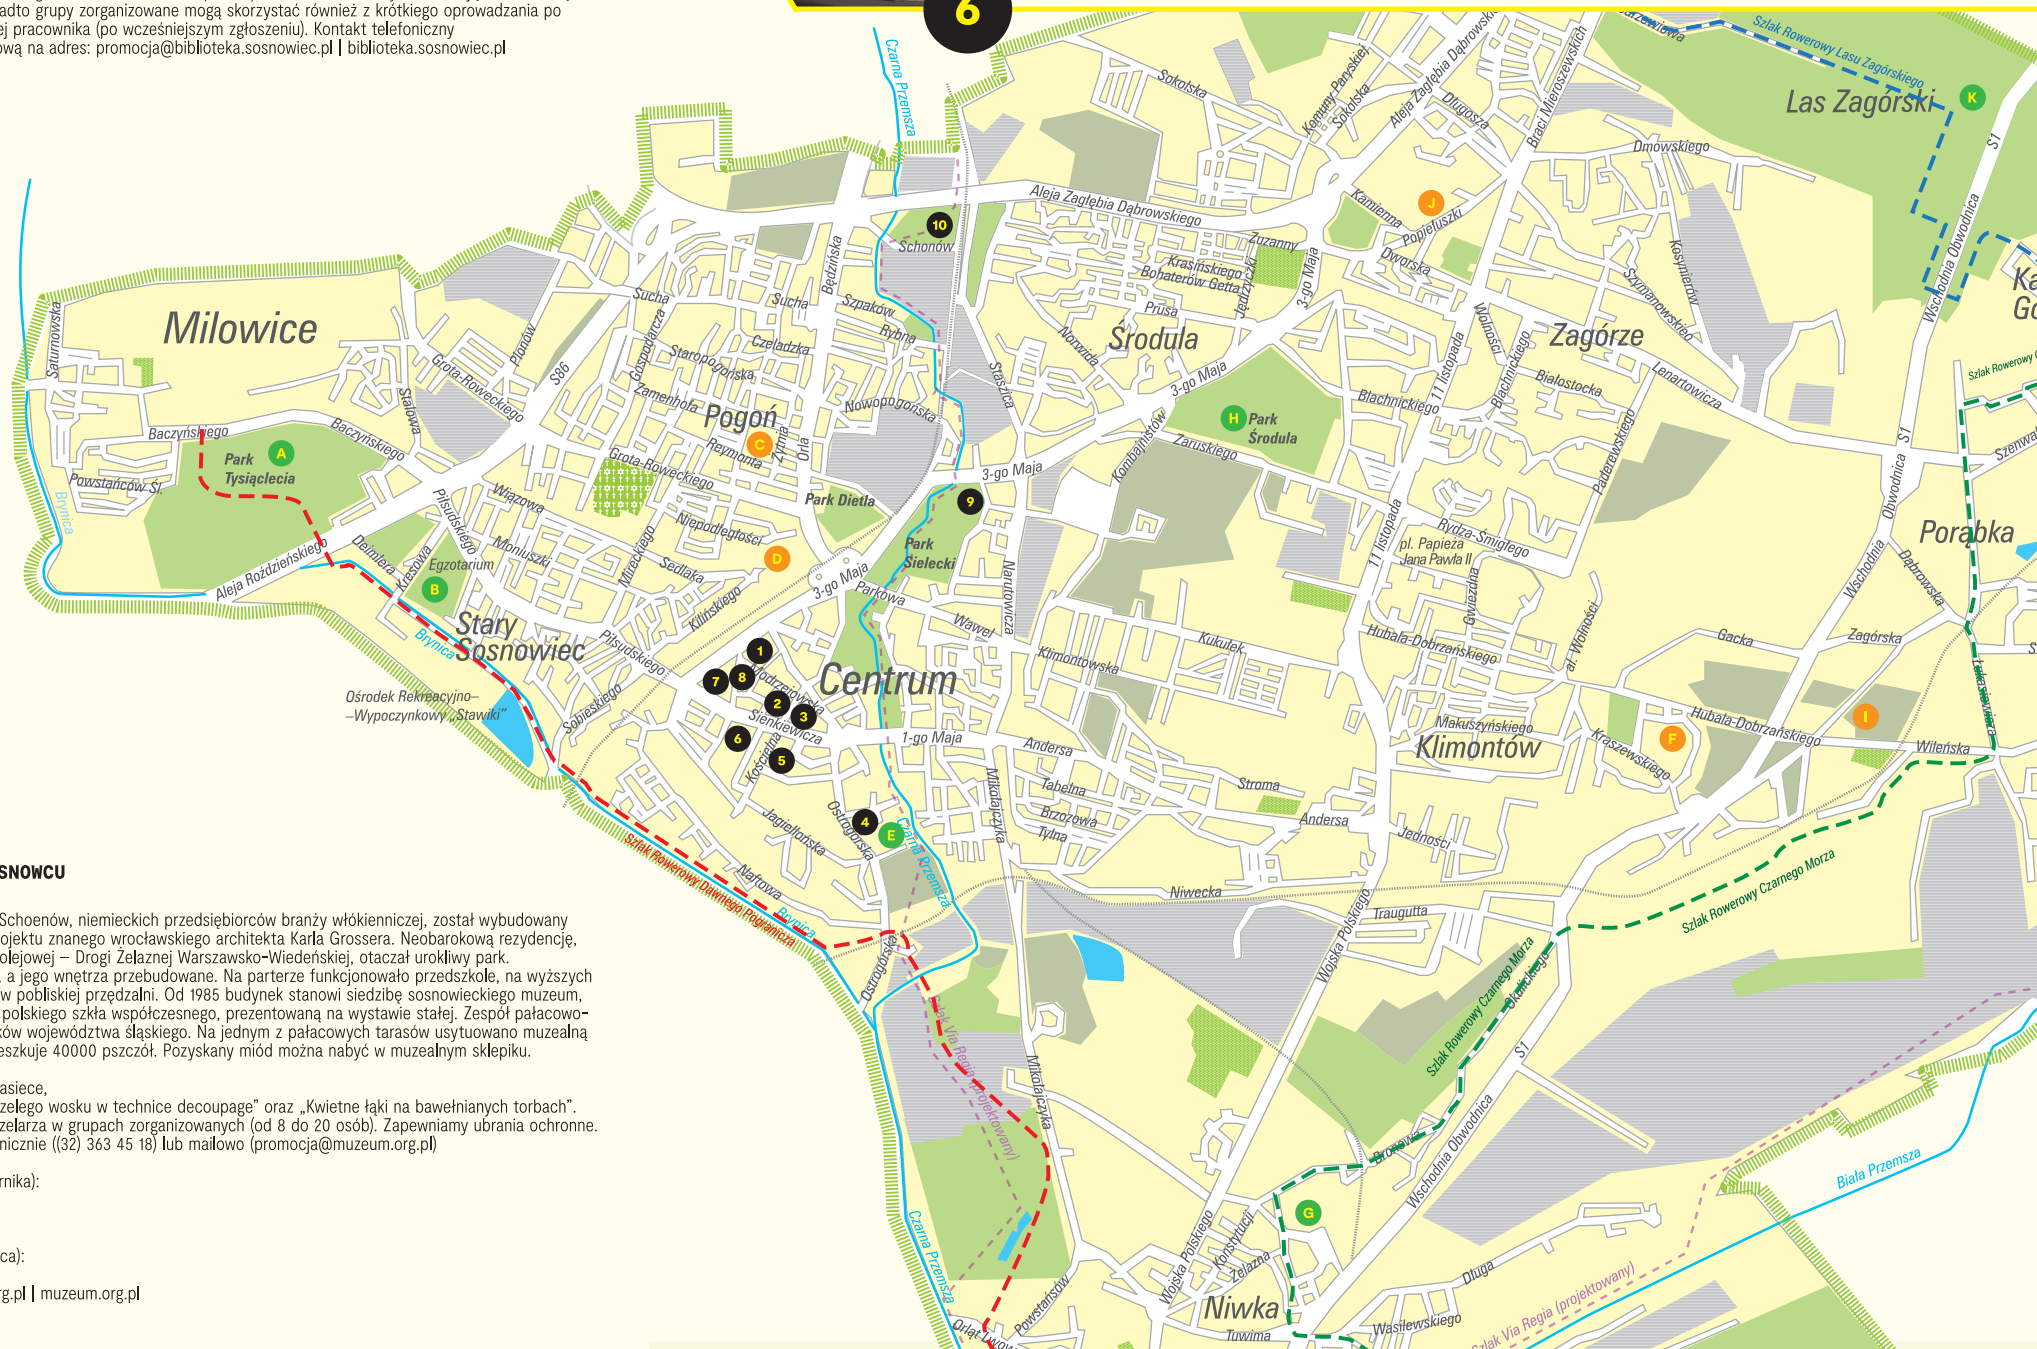 adto grupy zorganizowane mogą skorzystać również z krótkiego oprowadzania po
ej pracownika (po wcześniejszym zgłoszeniu). Kontakt telefoniczny
ową na adres: promocja@biblioteka.sosnowiec.pl | biblioteka.sosnowiec.pl
6
Czarna Przemsza
Sokolska
Komuny Paryskiej
Sokolska
Aleja Zagłębia Dąbrowskiego
Długosza
Braci Mieroszewskich
Szlak Rowerowy Lasu Zagórskiego
Las Zagórski
K
S1
Dmowskiego
Aleja Zagłębia Dąbrowskiego
Kamienna
J
Popiełuszki
Dworska
10
Schonów
Zuzanny
Krasińskiego
Bohaterów Getta
Jędrzycki
3-go Maja
Prusa
Kosynierów
Szymanowskiego
Wschodnia Obwodnica
Będzińska
Sucha
Sucha
Szpaków
Rybna
Czeladzka
Saturnowska
Milowice
Gospodarcza
Staropogońska
Zamenhofa
Plonów
S86
Grota-Roweckiego
Stalowa
Norwida
Środula
Staszica
3-go Maja
Wolności
11 listopada
Blachnickiego
Zagórze
Białostocka
Lenartowicza
Blachnickiego
Pogoń
Nowopogońska
C
Reymonta
Żytnia
Orla
H
Park
Środula
Zaruskiego
Kombajnistów
Paderewskiego
Szlak Rowerowy
S1
Szenwal
Baczyńskiego
Baczyńskiego
A
Park
Tysiąclecia
Powstańców Śl.
Brynica
Grota-Roweckiego
Park Dietla
3-go Maja
9
Wiązowa
Piłsudskiego
Niepodległości
Moniuszki
Mireckiego
D
Sedlaka
Park
Sielecki
3-go Maja
Parkowa
Narutowicza
Rydza-Śmigłego
pl. Papieża
Jana Pawła II
11 listopada
Gwiezdna
Obwodnica
Wschodnia
Porąbka
Dąbrowska
Aleja Roździeńskiego
Deimlera
Kresowa
Egzotarium
B
Stary
Sosnowiec
Brynica
Kilińskiego
Piłsudskiego
Wawel
Klimontowska
Kukułek
Hubala-Dobrzańskiego
al. Wolności
Gacka
Zagórska
Łukasiewicza
1
7
8
Modrzejowska
2
3
Sienkiewicza
Centrum
6
5
Kościelna
1-go Maja
Ośrodek Rekreacyjno–
–Wypoczynkowy „Stawiki”
Sobieskiego
Andersa
Tabelna
Brzozowa
Tylna
Stroma
Andersa
Makuszyńskiego
Klimontów
Kraszewskiego
F
Hubala-Dobrzańskiego
I
Wileńska
Jedności
4
E
Ostrogórska
Jagiellońska
Naftowa
Mikołajczyka
Czarna Przemsza
Szlak Rowerowy Dawnego Pogranicza
Brynica
Niwecka
Traugutta
Wojska Polskiego
Szlak Rowerowy Czarnego Morza
Szlak Rowerowy Czarnego Morza
Okulickiego
Ostrogórska
SNOWCU
Schoenów, niemieckich przedsiębiorców branży włókienniczej, został wybudowany
ojektu znanego wrocławskiego architekta Karla Grossera. Neobarokową rezydencję,
olejowej – Drogi Żelaznej Warszawsko-Wiedeńskiej, otaczał urokliwy park.
, a jego wnętrza przebudowane. Na parterze funkcjonowało przedszkole, na wyższych
w pobliskiej przędzalni. Od 1985 budynek stanowi siedzibę sosnowieckiego muzeum,
polskiego szkła współczesnego, prezentowaną na wystawie stałej. Zespół pałacowo-
ków województwa śląskiego. Na jednym z pałacowych tarasów usytuowano muzealną
eszkuje 40000 pszczół. Pozyskany miód można nabyć w muzealnym sklepiku.
asiece,
zelego wosku w technice decoupage” oraz „Kwietne łąki na bawełnianych torbach”.
zelarza w grupach zorganizowanych (od 8 do 20 osób). Zapewniamy ubrania ochronne.
nicznie ((32) 363 45 18) lub mailowo (promocja@muzeum.org.pl)
rnika):
ca):
rg.pl | muzeum.org.pl
Szlak Via Regia (projektowany)
Mikołajczyka
S1
Wschodnia Obwodnica
Bronowa
G
Czarna Przemsza
Wojska Polskiego
Konstytucji
Żelazna
Niwka
Tuwima
Długa
Wasilewskiego
Powstańców
Orląt Lwow
Szlak Via Regia (projektowany)
Biała Przemsza